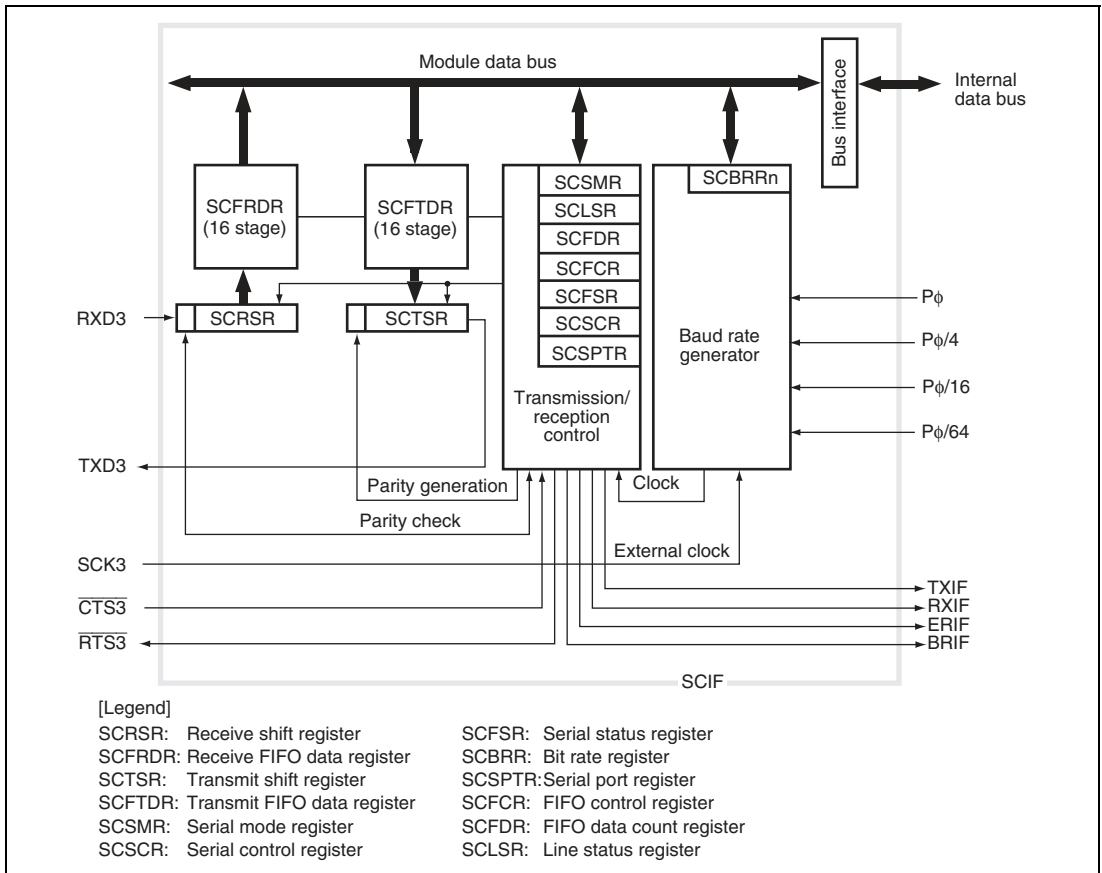 Module data bus
Bus interface
Internal
data bus
SCFRDR
(16 stage)
SCFTDR
(16 stage)
SCSMR
SCLSR
SCFDR
SCFCR
SCFSR
SCSCR
SCSPTR
Transmission/
reception
control
SCBRRn
Baud rate
generator
Pϕ
Pϕ/4
Pϕ/16
Pϕ/64
RXD3
SCRSR
SCTSR
TXD3
Parity generation
Clock
Parity check
SCK3
External clock
CTS3
RTS3
TXIF
RXIF
ERIF
BRIF
SCIF
[Legend]
SCRSR: Receive shift register
SCFRDR: Receive FIFO data register
SCTSR: Transmit shift register
SCFTDR: Transmit FIFO data register
SCSMR: Serial mode register
SCSCR: Serial control register
SCFSR: Serial status register
SCBRR: Bit rate register
SCSPTR:Serial port register
SCFCR: FIFO control register
SCFDR: FIFO data count register
SCLSR: Line status register